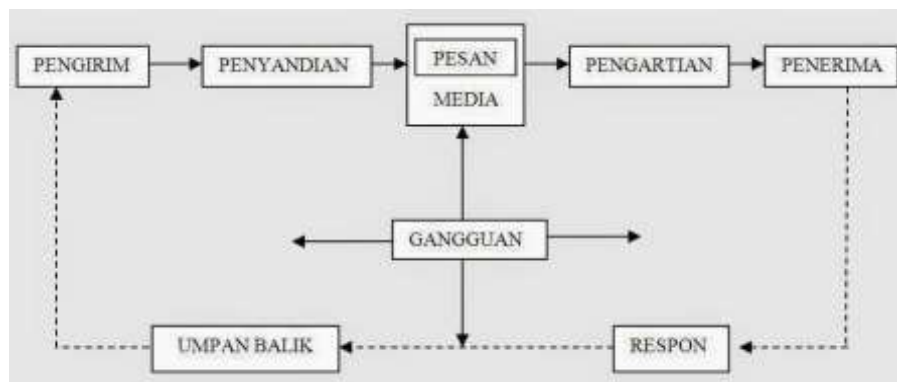 PENGIRIM
PENYANDIAN
PESAN
MEDIA
PENGARTIAN
PENERIMA
GANGGUAN
UMPAN BALIK
RESPON